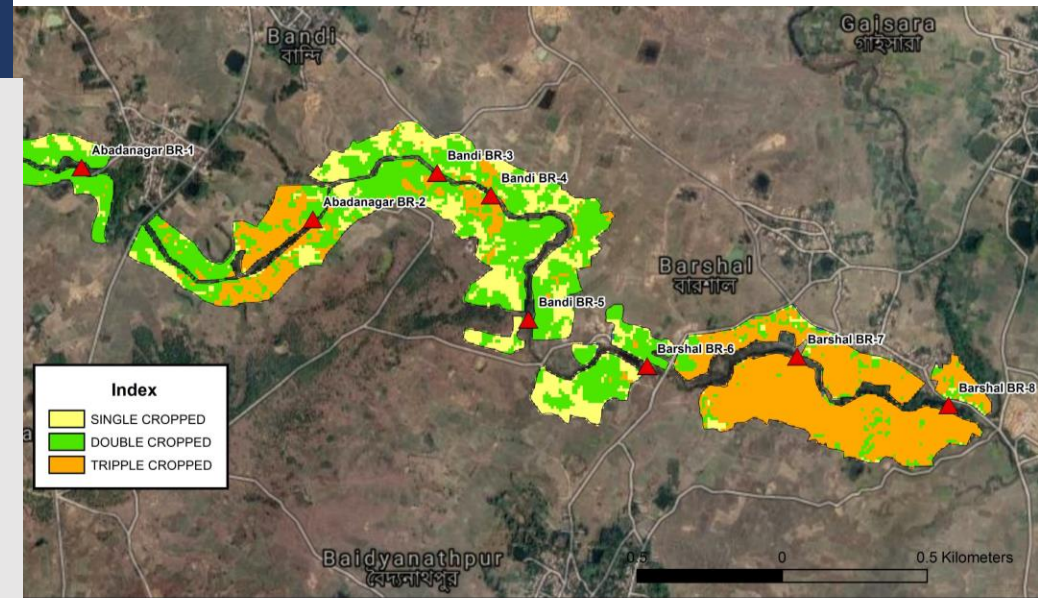 Bandi
বান্দি
Gaisara
গাইসারা
Abadanagar BR-1
Bandi BR-3
Bandi BR-4
Abadanagar BR-2
Barshal
বারশাল
Bandi BR-5
Barshal BR-6
Barshal BR-7
Barshal BR-8
Index
SINGLE CROPPED
DOUBLE CROPPED
TRIPPLE CROPPED
Baidyanathpur
বৈদ্যনাথপুর
0.5 0 0.5 Kilometers